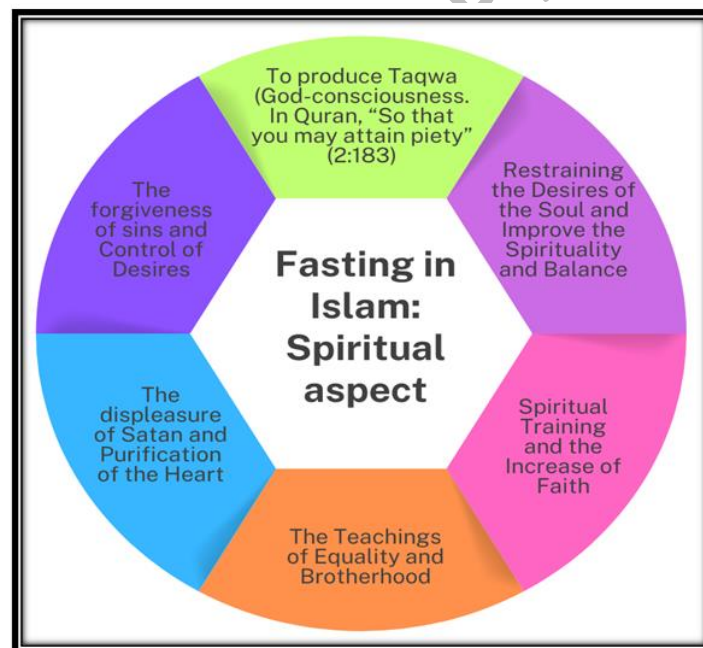 To produce Taqwa
(God-consciousness.
In Quran, “So that
you may attain piety”
(2:183)
Restraining
the Desires of
the Soul and
Improve the
Spirituality
and Balance
Spiritual
Training
and the
Increase of
Faith
The Teachings
of Equality and
Brotherhood
The
displeasure
of Satan and
Purification
of the Heart
The
forgiveness
of sins and
Control of
Desires
Fasting in
Islam:
Spiritual
aspect